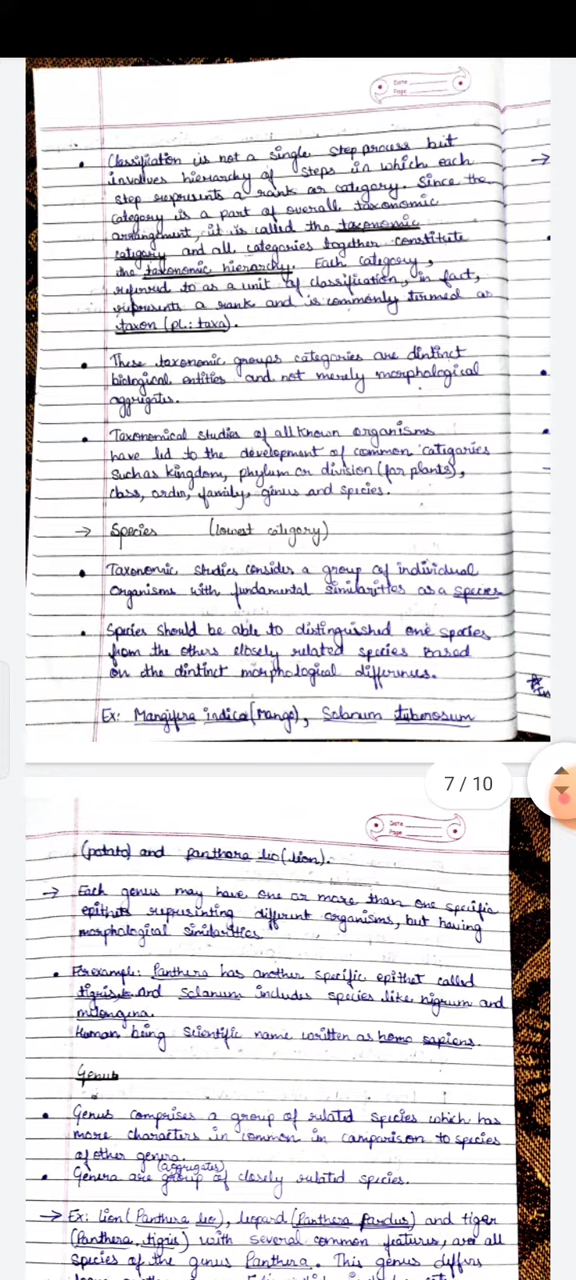 Date
Page
• Classification is not a single step process but
involves hierarchy of steps in which each
step represents a rank or category. Since the
category is a part of overall taxonomic
arrangement, it is called the taxonomic
category and all categories together constitute
the taxonomic hierarchy. Each category,
referred to as a unit of classification, in fact,
represents a rank and is commonly termed as
taxon (pl.: taxa).
• These taxonomic groups categories are distinct
biological entities and not merely morphological
aggregates.
• Taxonomical studies of all known organisms
have led to the development of common categories
such as kingdom, phylum or division (for plants),
class, order, family, genus and species.
→ Species (lowest category)
• Taxonomic studies consider a group of individual
organisms with fundamental similarities as a species
• Species should be able to distinguished one species
from the others closely related species based
on the distinct morphological differences.
Ex: Mangifera indica (Mango), Solanum tuberosum
7 / 10
Date
Page
(potato) and panthera leo (lion).
→ Each genus may have one or more than one specific
epithets representing different organisms, but having
morphological similarities
• For example: Panthera has another specific epithet called
tigris and solanum includes species like nigrum and
melongena.
Human being scientific name written as homo sapiens.
Genus
• Genus comprises a group of related species which has
more characters in common in comparison to species
of other genera.
(aggregates)
• Genera are group of closely related species.
→ Ex: lion (Panthera leo), leopard (Panthera pardus) and tiger
(Panthera tigris) with several common features, are all
species of the genus Panthera. This genus differs